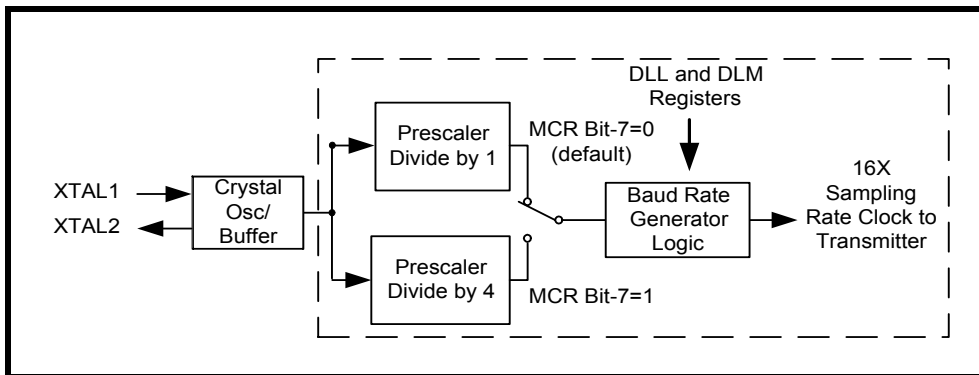 XTAL1
XTAL2
Crystal
Osc/
Buffer
Prescaler
Divide by 1
Prescaler
Divide by 4
MCR Bit-7=0
(default)
MCR Bit-7=1
DLL and DLM
Registers
Baud Rate
Generator
Logic
16X
Sampling
Rate Clock to
Transmitter